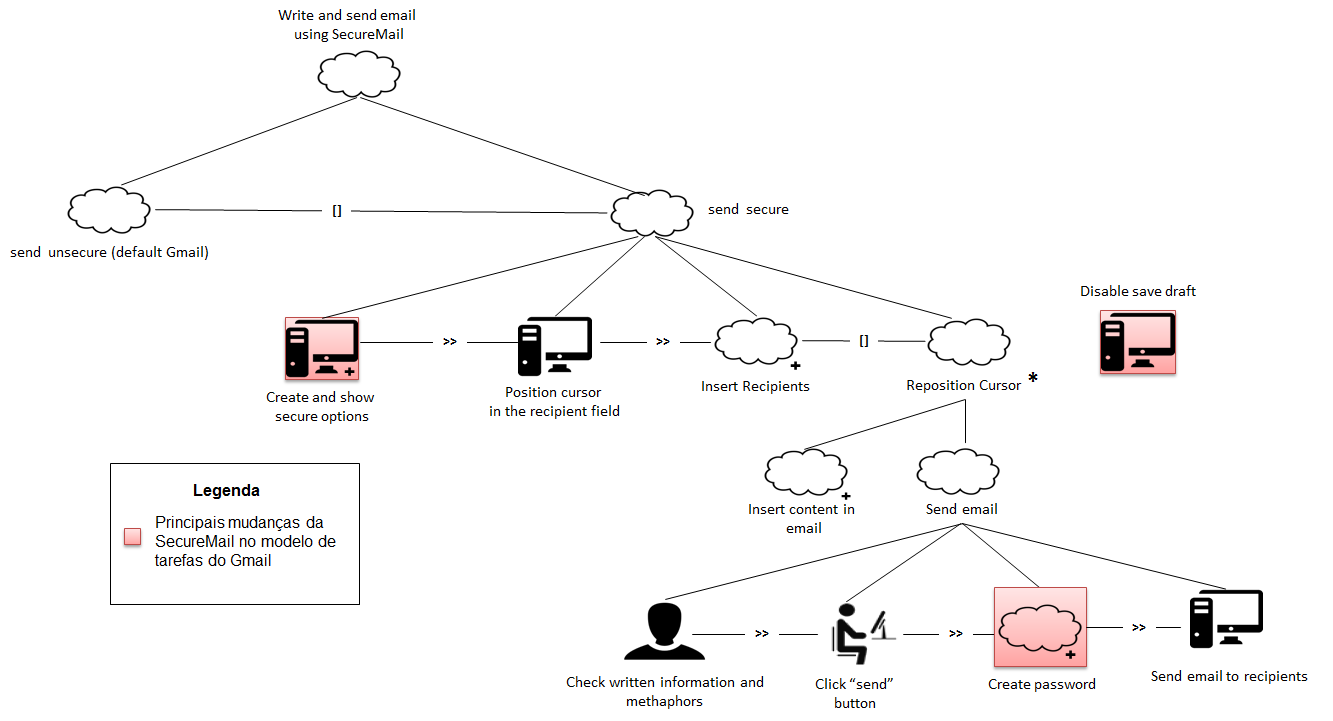 Write and send email
using SecureMail
[]
send secure
send unsecure (default Gmail)
Disable save draft
>>
>>
[]
+
+
Create and show
secure options
Position cursor
in the recipient field
Insert Recipients
Reposition Cursor *
Legenda
Principais mudanças da
SecureMail no modelo de
tarefas do Gmail
+
Insert content in
email
Send email
>>
>>
>>
+
Check written information and
methaphors
Click “send”
button
Create password
Send email to recipients